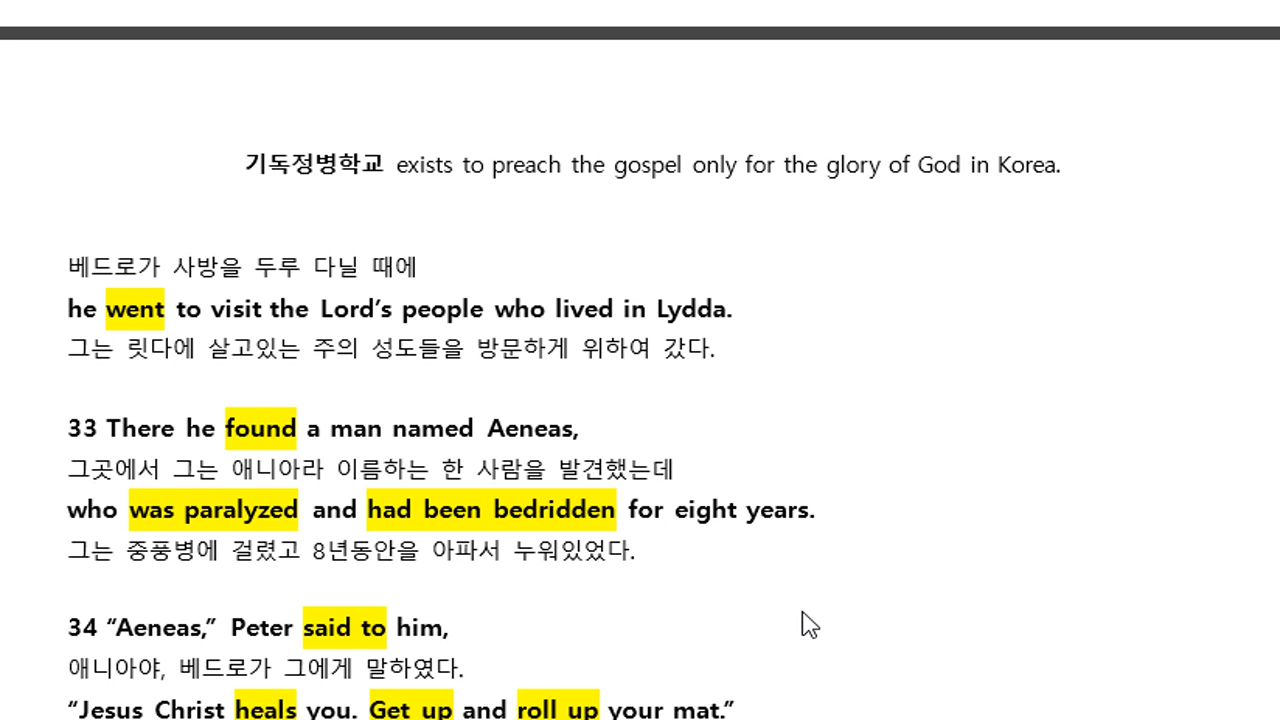 기독정병학교 exists to preach the gospel only for the glory of God in Korea.
베드로가 사방을 두루 다닐 때에
he went to visit the Lord’s people who lived in Lydda.
그는 릿다에 살고있는 주의 성도들을 방문하게 위하여 갔다.
33 There he found a man named Aeneas,
그곳에서 그는 애니아라 이름하는 한 사람을 발견했는데
who was paralyzed and had been bedridden for eight years.
그는 중풍병에 걸렸고 8년동안을 아파서 누워있었다.
34 “Aeneas,” Peter said to him,
애니아야, 베드로가 그에게 말하였다.
“Jesus Christ heals you. Get up and roll up your mat.”